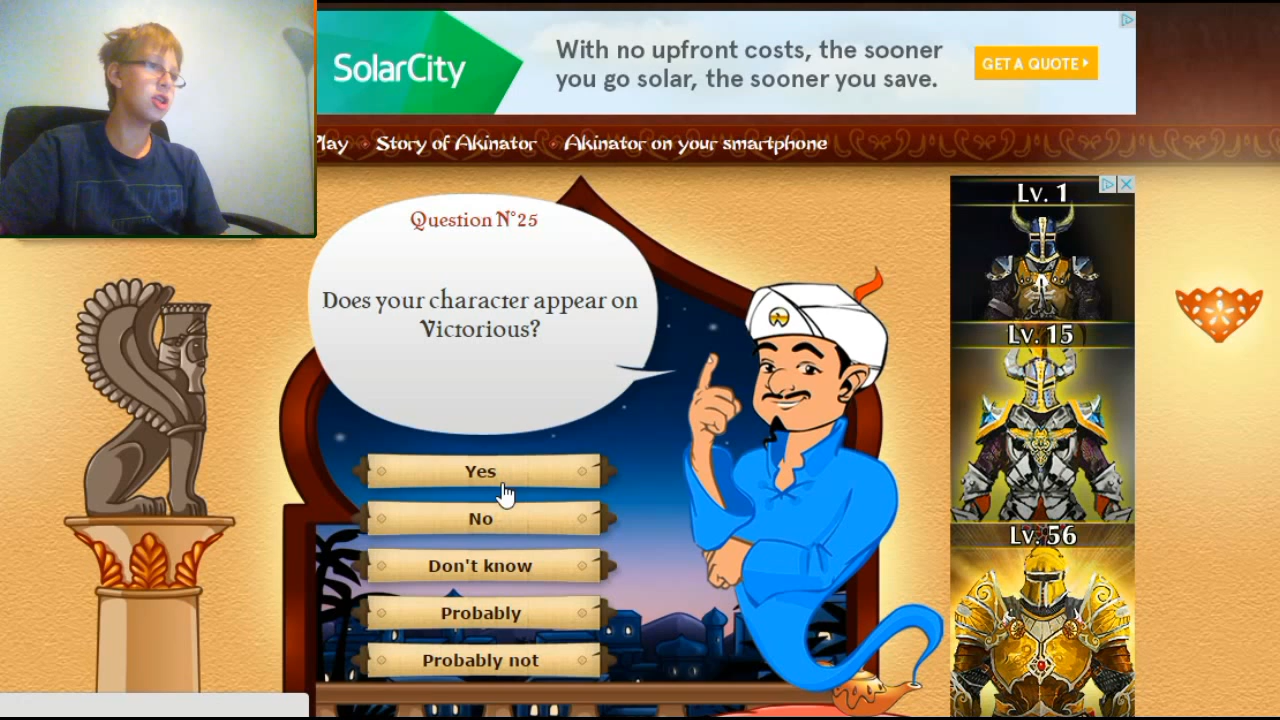 SolarCity
With no upfront costs, the sooner
you go solar, the sooner you save.
GET A QUOTE
Play · Story of Akinator · Akinator on your smartphone
Question N°25
Does your character appear on
Victorious?
Yes
No
Don't know
Probably
Probably not
Lv. 1
Lv. 15
Lv. 56